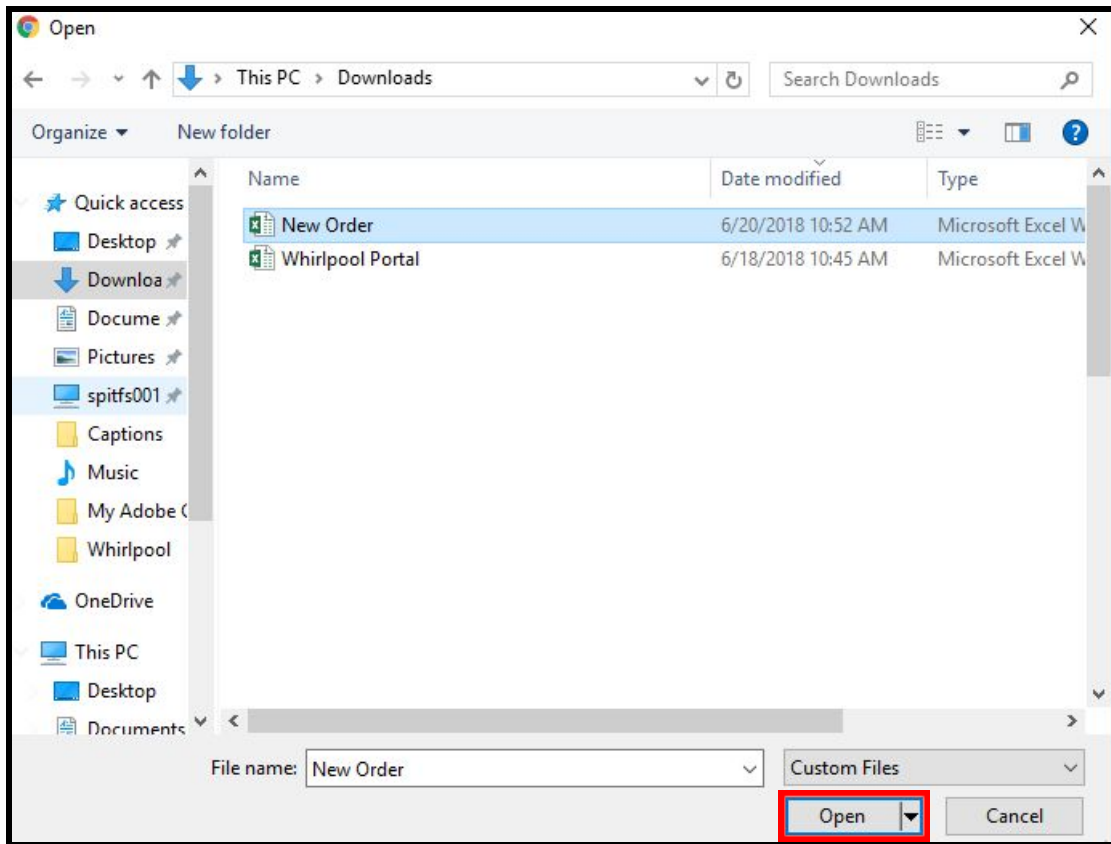 Open
This PC > Downloads
Search Downloads
Organize
New folder
Name
Date modified
Type
Quick access
Desktop
Downloa
Docume
Pictures
spitfs001
Captions
Music
My Adobe C
Whirlpool
OneDrive
This PC
Desktop
Documents
New Order 6/20/2018 10:52 AM Microsoft Excel W
Whirlpool Portal 6/18/2018 10:45 AM Microsoft Excel W
File name: New Order
Custom Files
Open
Cancel